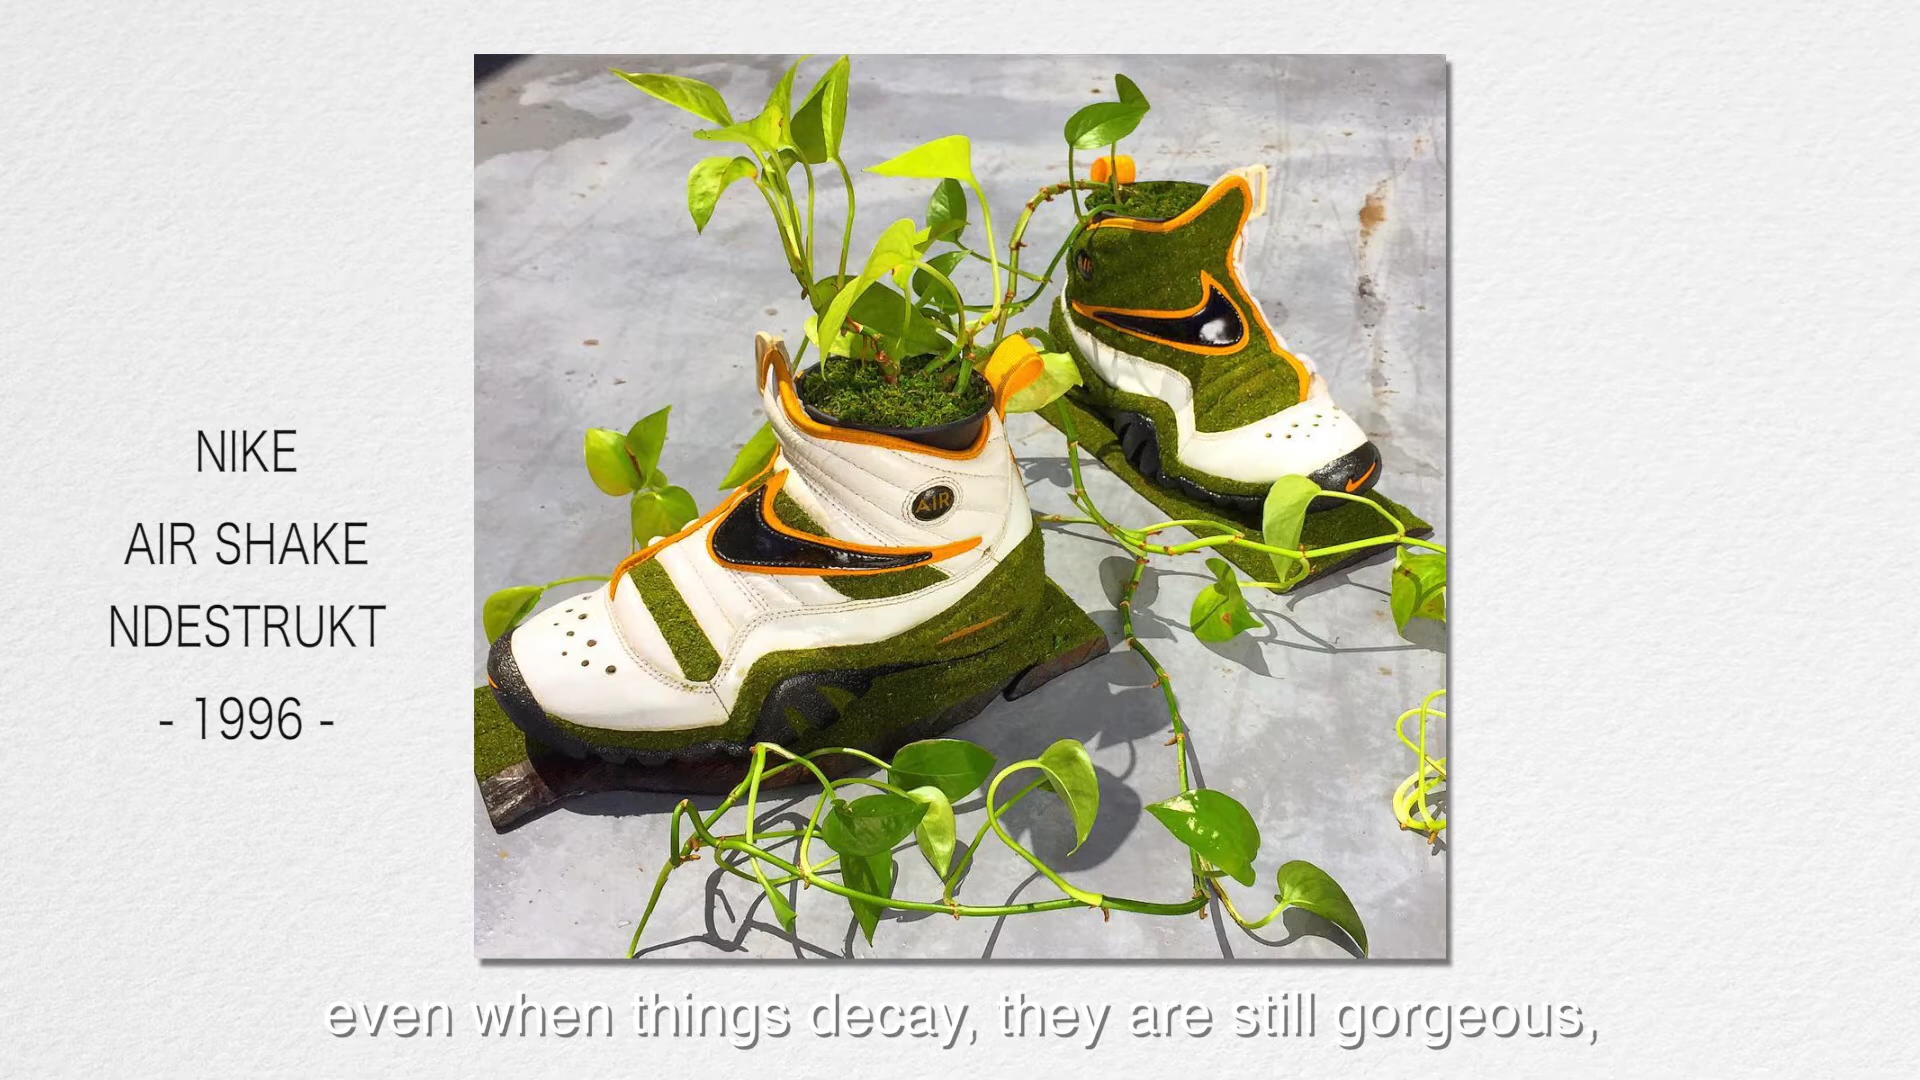 NIKE
AIR SHAKE
NDESTRUKT
- 1996 -
AIR
even when things decay, they are still gorgeous,